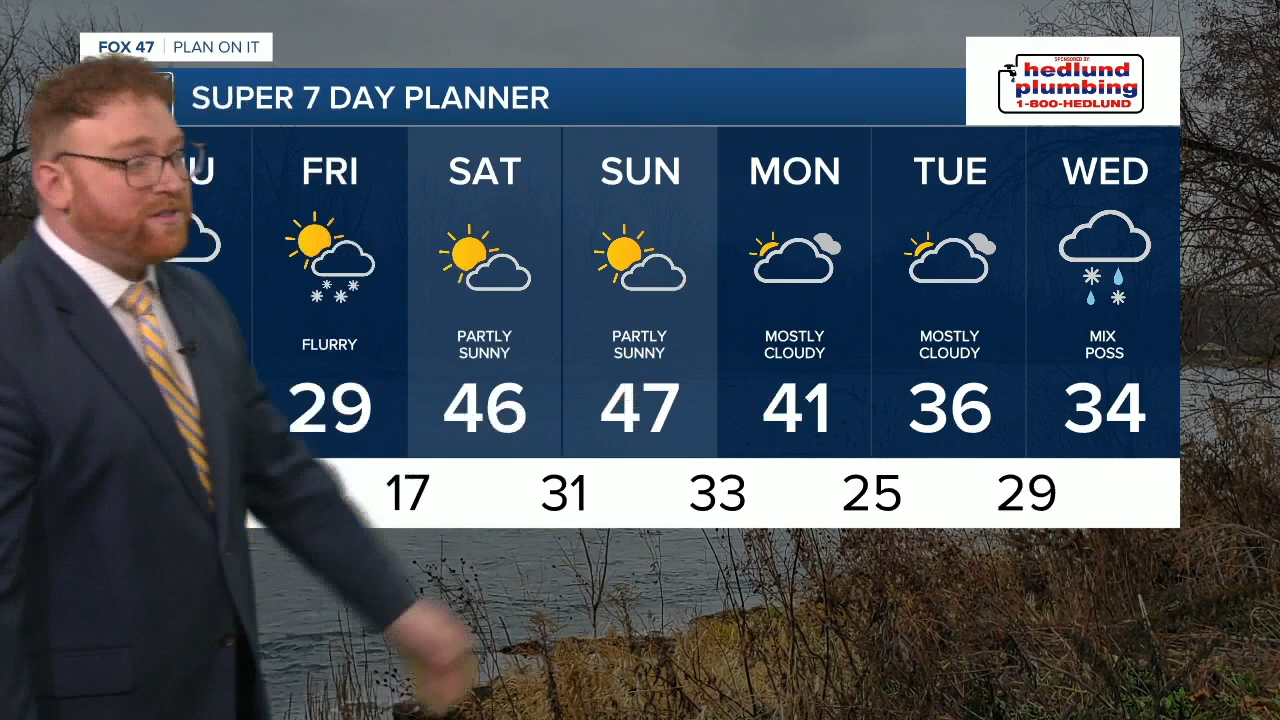 FOX 47 | PLAN ON IT
SUPER 7 DAY PLANNER
SPONSORED BY:
hedlund
plumbing
1-800-HEDLUND
U FRI SAT SUN MON TUE WED
FLURRY PARTLY SUNNY PARTLY SUNNY MOSTLY CLOUDY MOSTLY CLOUDY MIX POSS
29 46 47 41 36 34
17 31 33 25 29